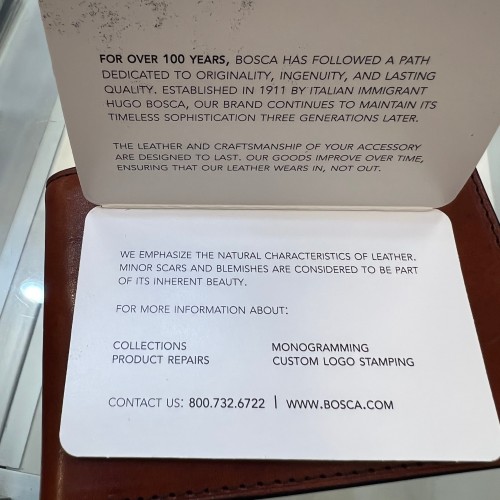 FOR OVER 100 YEARS, BOSCA HAS FOLLOWED A PATH
DEDICATED TO ORIGINALITY, INGENUITY, AND LASTING
QUALITY. ESTABLISHED IN 1911 BY ITALIAN IMMIGRANT
HUGO BOSCA, OUR BRAND CONTINUES TO MAINTAIN ITS
TIMELESS SOPHISTICATION THREE GENERATIONS LATER.
THE LEATHER AND CRAFTSMANSHIP OF YOUR ACCESSORY
ARE DESIGNED TO LAST. OUR GOODS IMPROVE OVER TIME,
ENSURING THAT OUR LEATHER WEARS IN, NOT OUT.
WE EMPHASIZE THE NATURAL CHARACTERISTICS OF LEATHER.
MINOR SCARS AND BLEMISHES ARE CONSIDERED TO BE PART
OF ITS INHERENT BEAUTY.
FOR MORE INFORMATION ABOUT:
COLLECTIONS
PRODUCT REPAIRS
MONOGRAMMING
CUSTOM LOGO STAMPING
CONTACT US: 800.732.6722 | WWW.BOSCA.COM